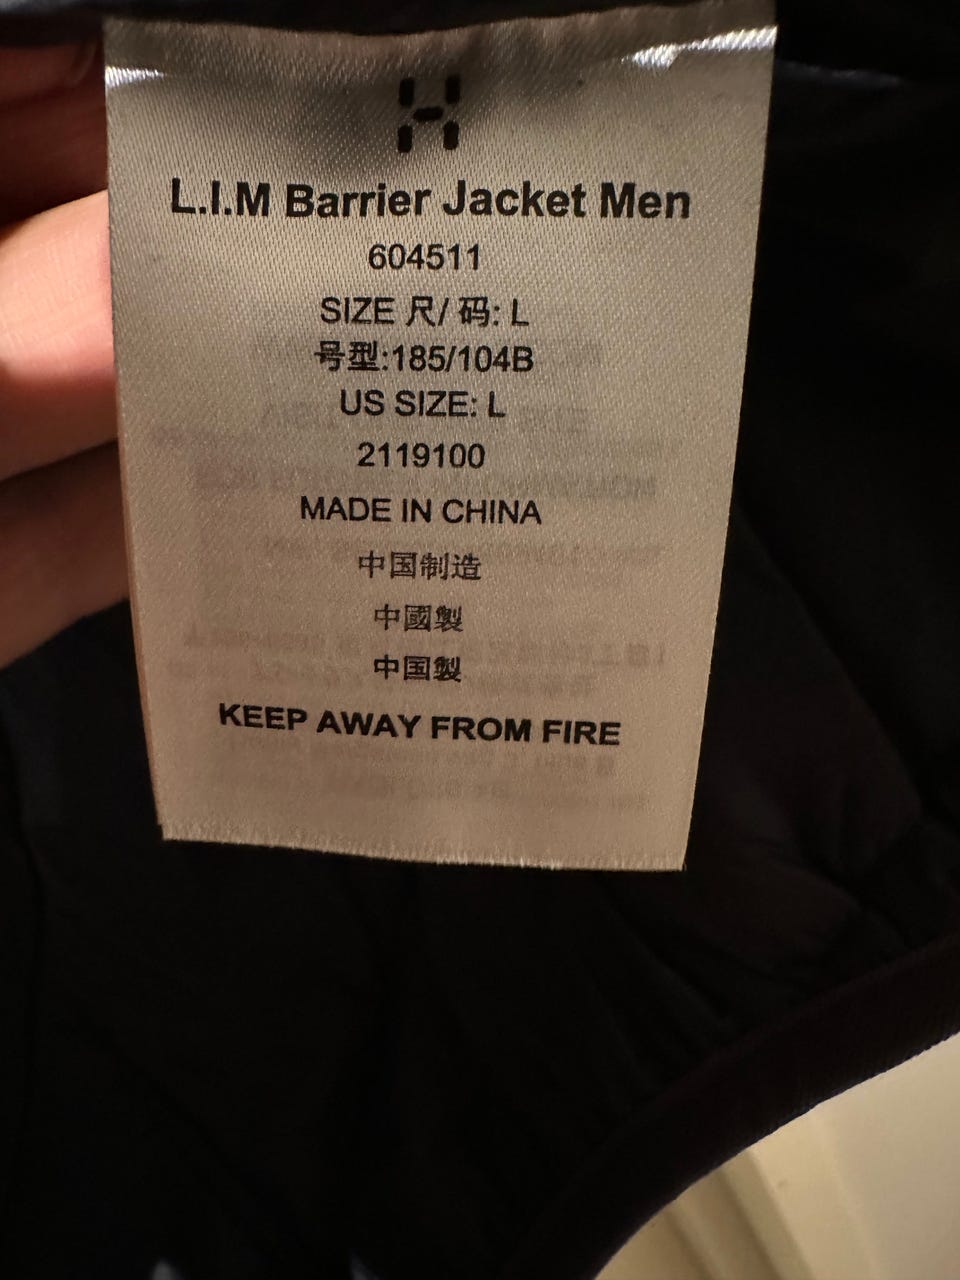 L.I.M Barrier Jacket Men
604511
SIZE 尺/ 码: L
号型:185/104B
US SIZE: L
2119100
MADE IN CHINA
中国制造
中國製
中国製
KEEP AWAY FROM FIRE